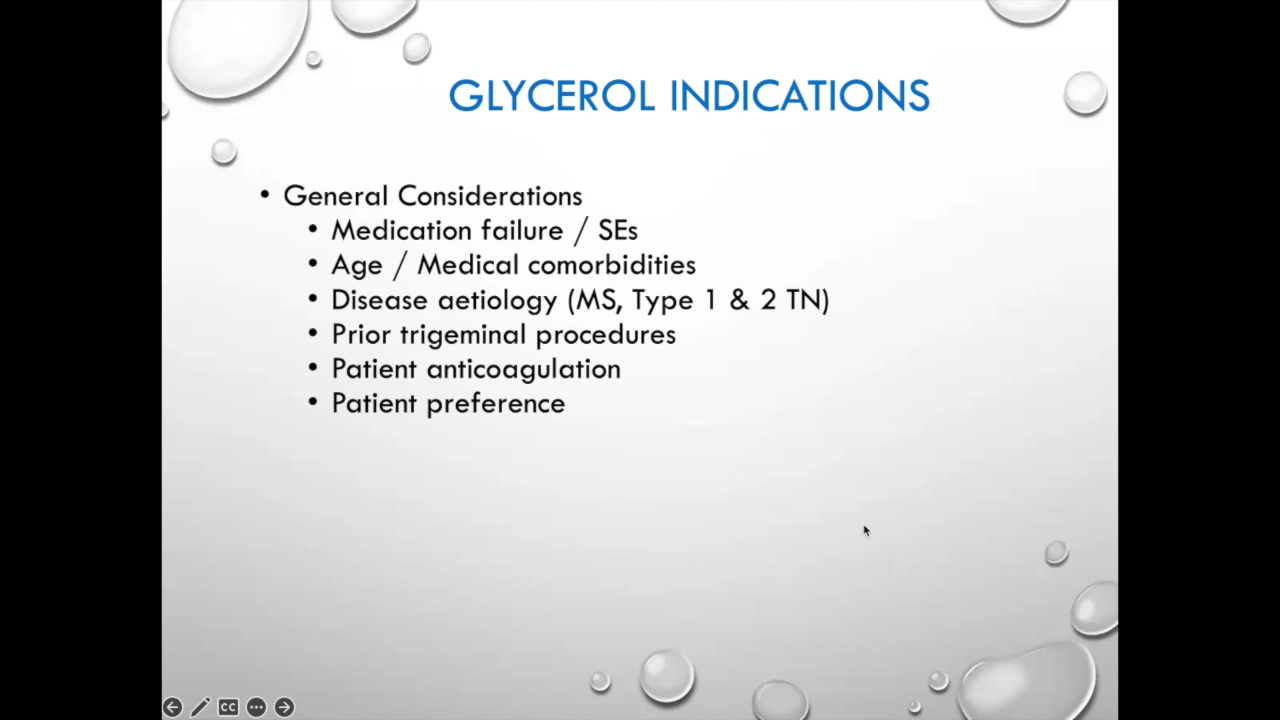 GLYCEROL INDICATIONS
• General Considerations
• Medication failure / SEs
• Age / Medical comorbidities
• Disease aetiology (MS, Type 1 & 2 TN)
• Prior trigeminal procedures
• Patient anticoagulation
• Patient preference
CC